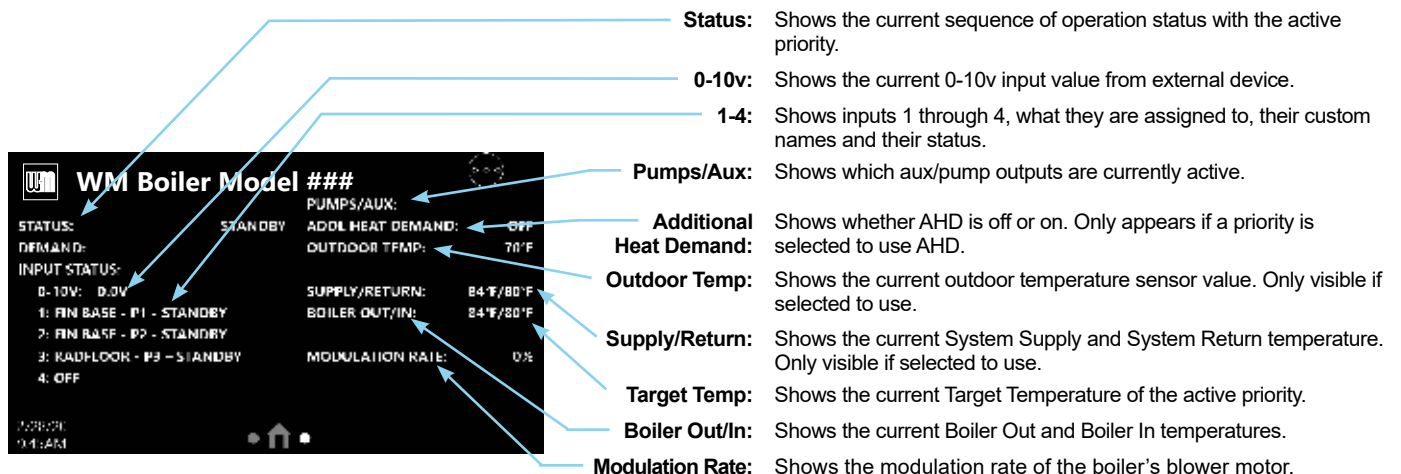 Status: Shows the current sequence of operation status with the active
priority.
0-10v: Shows the current 0-10v input value from external device.
1-4: Shows inputs 1 through 4, what they are assigned to, their custom
names and their status.
Pumps/Aux: Shows which aux/pump outputs are currently active.
Additional Heat Demand: Shows whether AHD is off or on. Only appears if a priority is
selected to use AHD.
Outdoor Temp: Shows the current outdoor temperature sensor value. Only visible if
selected to use.
Supply/Return: Shows the current System Supply and System Return temperature.
Only visible if selected to use.
Target Temp: Shows the current Target Temperature of the active priority.
Boiler Out/In: Shows the current Boiler Out and Boiler In temperatures.
Modulation Rate: Shows the modulation rate of the boiler's blower motor.
WM WM Boiler Model ###
PUMPS/AUX:
STATUS: STANDBY ADDL HEAT DEMAND: OFF
DEMAND: OUTDOOR TEMP: 70°F
INPUT STATUS:
0-10V: 0.0V SUPPLY/RETURN: 84°F/80°F
1: FIN BASE - P1 - STANDBY BOILER OUT/IN: 84°F/80°F
2: FIN BASE - P2 - STANDBY
3: RADFLOOR - P3 - STANDBY MODULATION RATE: 0%
4: OFF
9:45AM